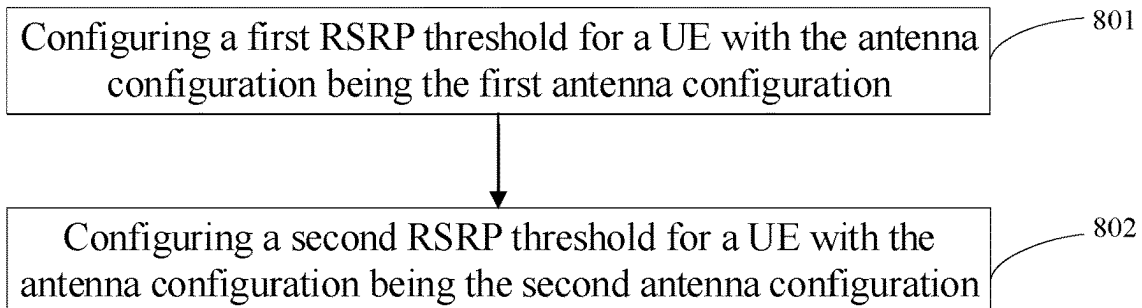 Configuring a first RSRP threshold for a UE with the antenna
configuration being the first antenna configuration
801
Configuring a second RSRP threshold for a UE with the
antenna configuration being the second antenna configuration
802